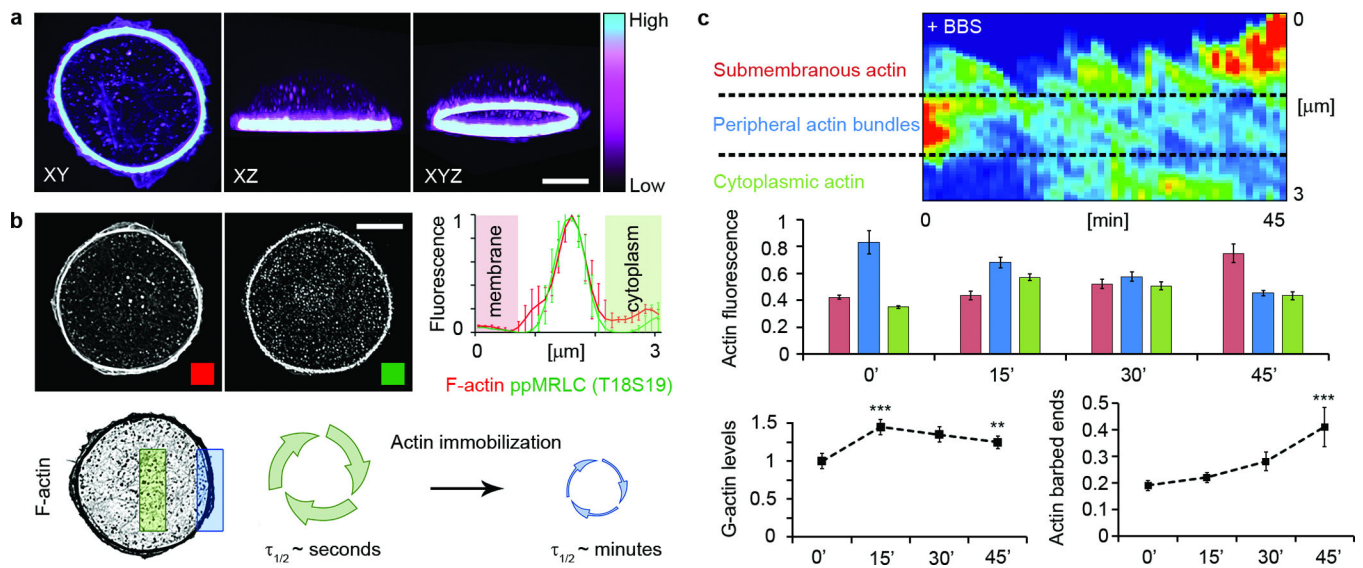 a
High
Low
XY
XZ
XYZ
b
Fluorescence
1
0
membrane
cytoplasm
0
[μm]
3
F-actin ppMRLC (T18S19)
F-actin
Actin immobilization
τ1/2 ~ seconds
τ1/2 ~ minutes
c
+ BBS
Submembranous actin
Peripheral actin bundles
Cytoplasmic actin
0
[μm]
3
0
[min]
45
Actin fluorescence
1
0.8
0.6
0.4
0
0'
15'
30'
45'
G-actin levels
1.5
1
0.5
0
***
**
0'
15'
30'
45'
Actin barbed ends
0.5
0.4
0.3
0.2
0
***
0'
15'
30'
45'